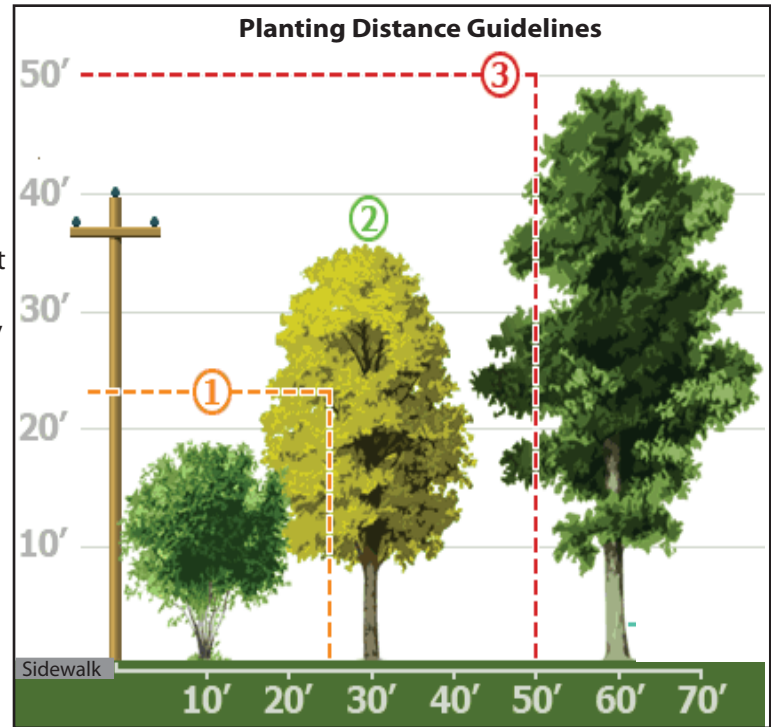 Planting Distance Guidelines
50′
③
40′
②
t
30′
y
①
20′
10′
Sidewalk
10′ 20′ 30′ 40′ 50′ 60′ 70′